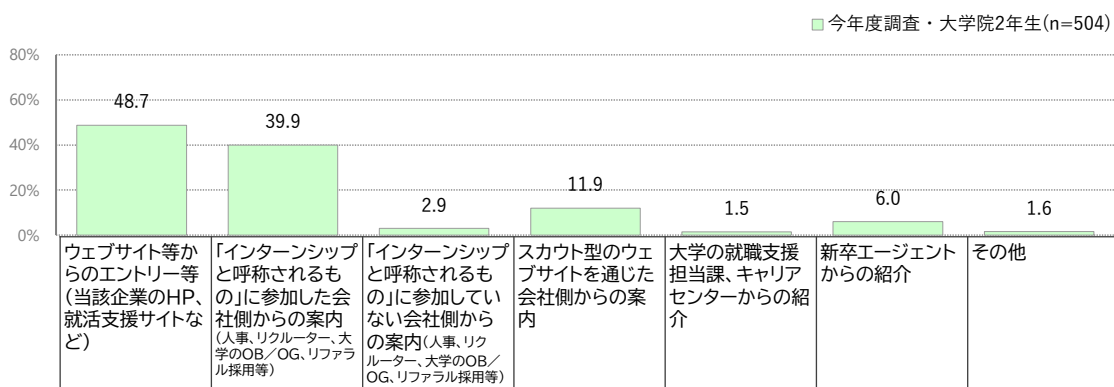 今年度調査・大学院2年生(n=504)
80%
60%
40%
20%
0%
48.7
39.9
2.9
11.9
1.5
6.0
1.6
ウェブサイト等か
らのエントリー等
(当該企業のHP、
就活支援サイトな
ど)
「インターンシップ
と呼称されるも
の」に参加した会
社側からの案内
(人事、リクルーター、大
学のOB／OG、リファラ
ル採用等)
「インターンシップ
と呼称されるも
の」に参加してい
ない会社側から
の案内(人事、リク
ルーター、大学のOB／
OG、リファラル採用等)
スカウト型のウェ
ブサイトを通じた
会社側からの案
内
大学の就職支援
担当課、キャリア
センターからの紹
介
新卒エージェント
からの紹介
その他